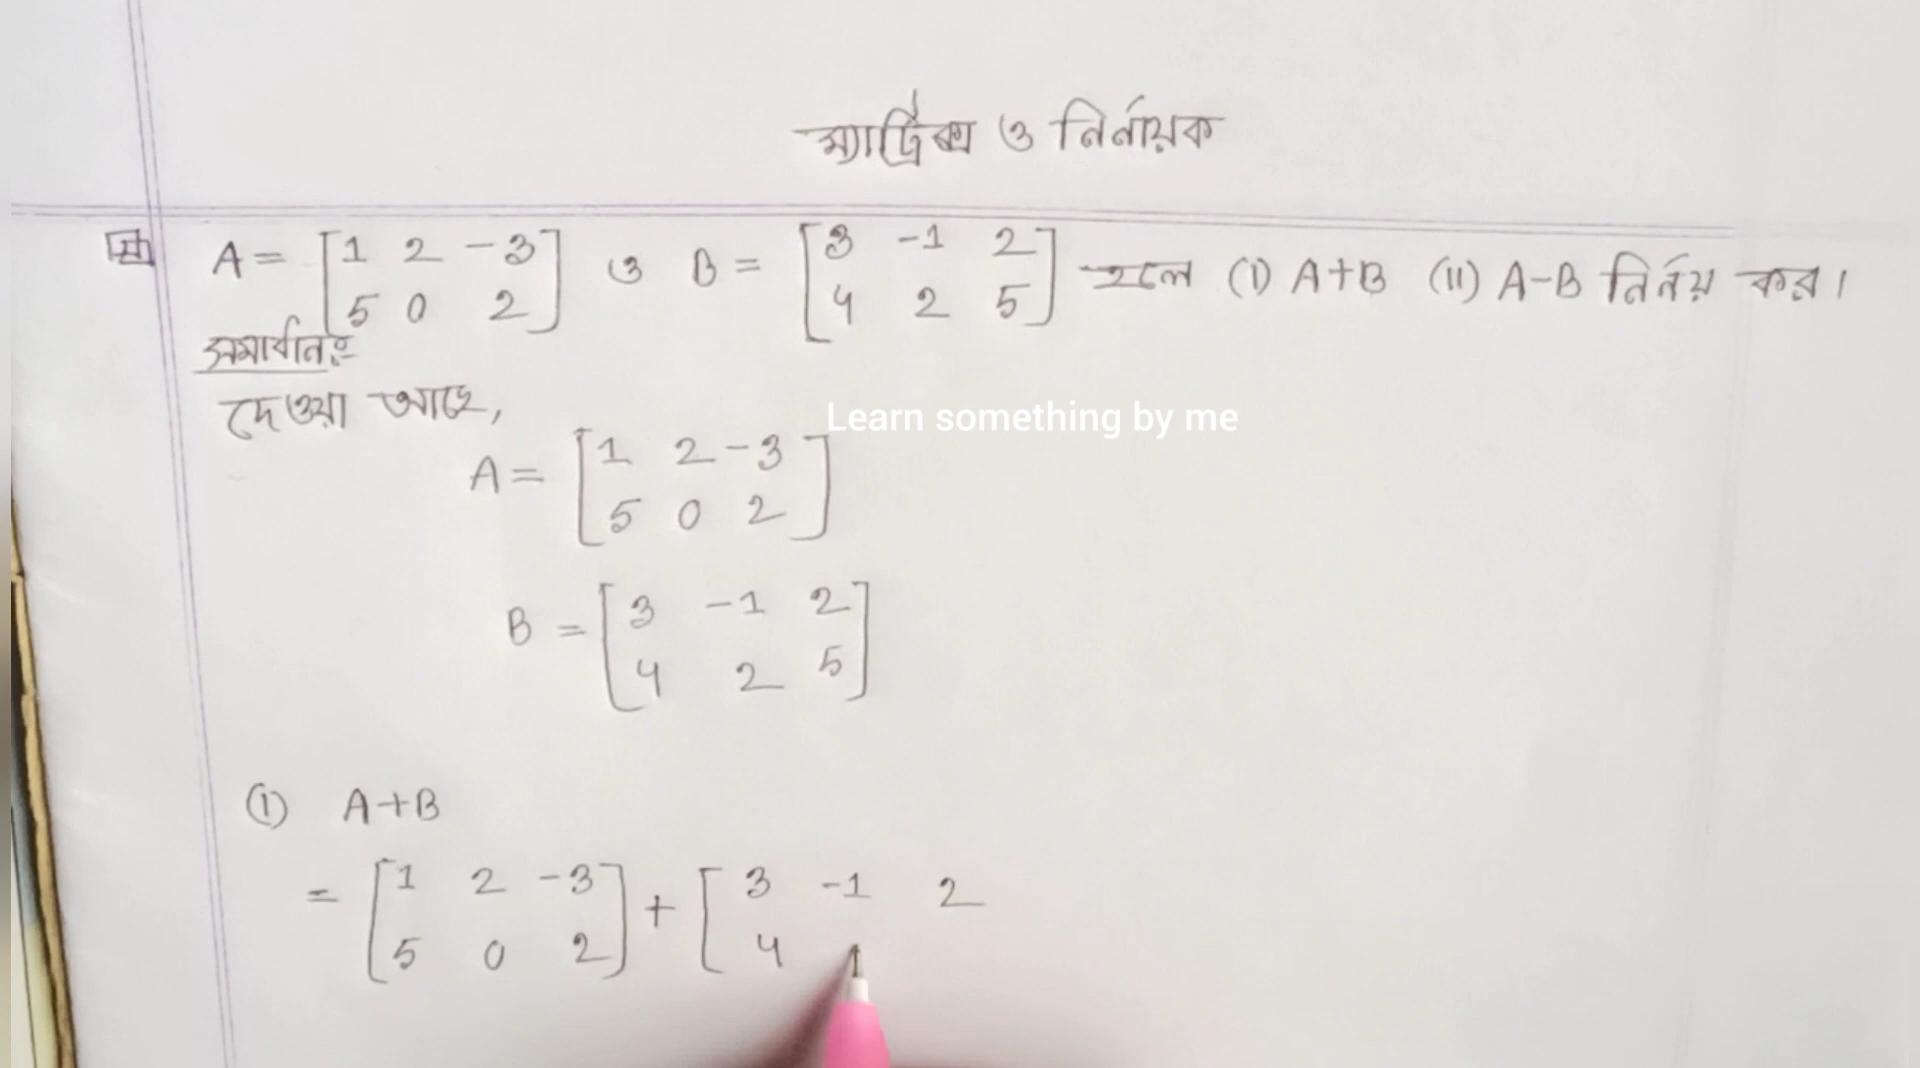 ম্যাট্রিক্স ও নির্নায়ক
A = [1 2 -3] ও B = [3 -1 2] হলে (i) A+B (ii) A-B নির্নয় কর।
[5 0 2] [4 2 5]
সমাধানঃ
দেওয়া আছে,
Learn something by me
A = [1 2 -3]
[5 0 2]
B = [3 -1 2]
[4 2 5]
(i) A+B
= [1 2 -3] + [3 -1 2
[5 0 2] [4